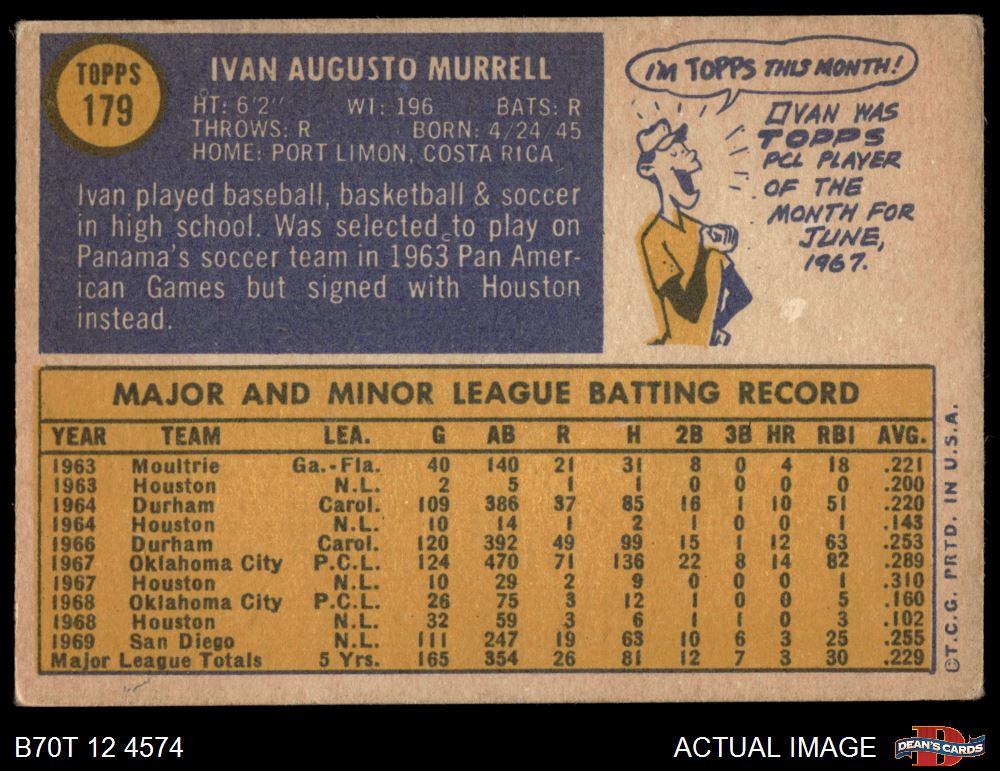 TOPPS
179
IVAN AUGUSTO MURRELL
HT: 6'2" WT: 196 BATS: R
THROWS: R BORN: 4/24/45
HOME: PORT LIMON, COSTA RICA
Ivan played baseball, basketball & soccer
in high school. Was selected to play on
Panama's soccer team in 1963 Pan Amer-
ican Games but signed with Houston
instead.
I'M TOPPS THIS MONTH!
IVAN WAS
TOPPS
PCL PLAYER
OF THE
MONTH FOR
JUNE,
1967.
MAJOR AND MINOR LEAGUE BATTING RECORD
YEAR TEAM LEA. G AB R H 2B 3B HR RBI AVG.
1963 Moultrie Ga.-Fla. 40 140 21 31 8 0 4 18 .221
1963 Houston N.L. 2 5 1 1 0 0 0 0 .200
1964 Durham Carol. 109 386 37 85 16 1 10 51 .220
1964 Houston N.L. 10 14 1 2 1 0 0 1 .143
1966 Durham Carol. 120 392 49 99 15 1 12 63 .253
1967 Oklahoma City P.C.L. 124 470 71 136 22 8 14 82 .289
1967 Houston N.L. 10 29 2 9 0 0 0 1 .310
1968 Oklahoma City P.C.L. 26 75 3 12 1 0 0 5 .160
1968 Houston N.L. 32 59 3 6 1 1 0 3 .102
1969 San Diego N.L. 111 247 19 63 10 6 3 25 .255
Major League Totals 5 Yrs. 165 354 26 81 12 7 3 30 .229
©T.C.G. PRTD. IN U.S.A.
B70T 12 4574
ACTUAL IMAGE
DEAN'S CARDS